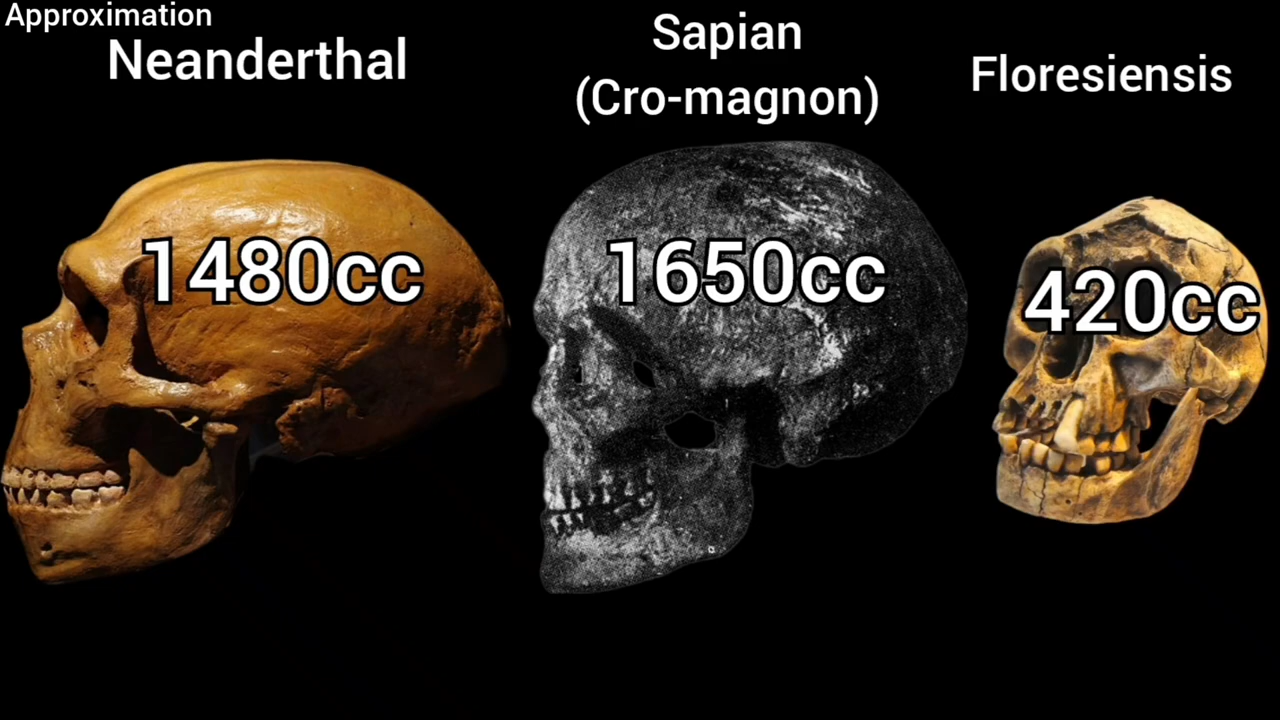 Approximation
Neanderthal
Sapian
(Cro-magnon)
Floresiensis
1480cc
1650cc
420cc